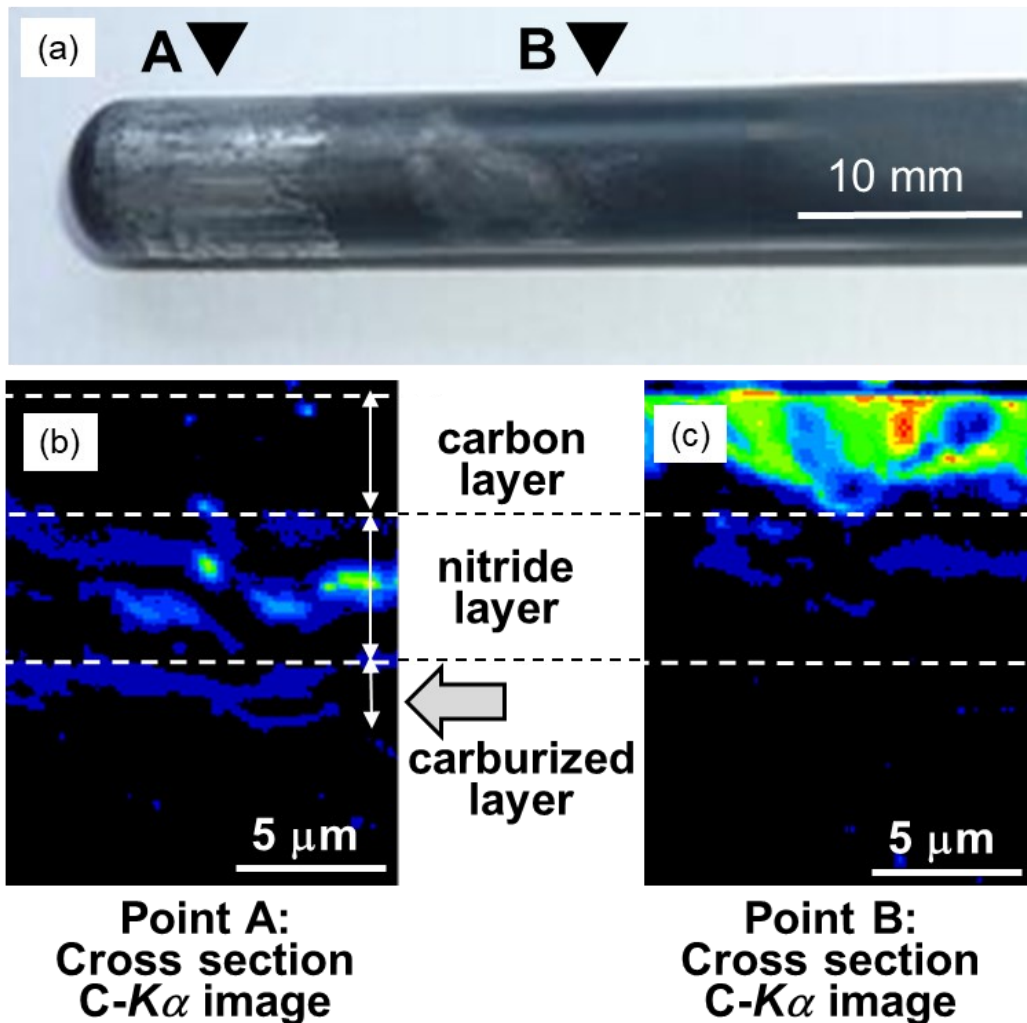 (a)
A
B
10 mm
(b)
(c)
carbon
layer
nitride
layer
carburized
layer
5 μm
5 μm
Point A:
Cross section
C-Kα image
Point B:
Cross section
C-Kα image